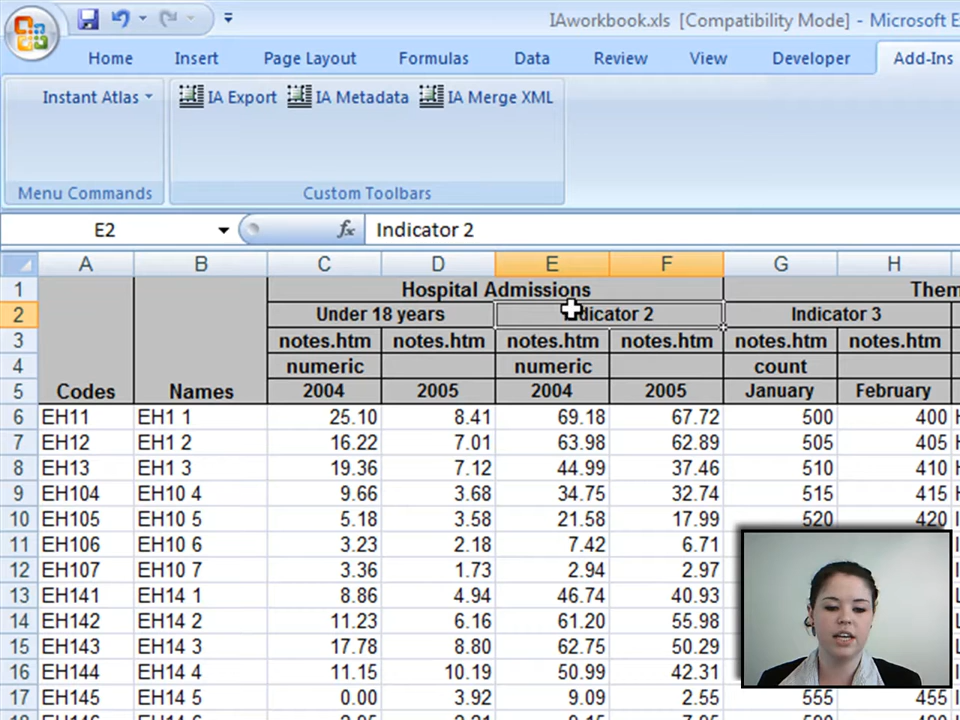 IAworkbook.xls [Compatibility Mode] - Microsoft E
Home Insert Page Layout Formulas Data Review View Developer Add-Ins
Instant Atlas IA Export IA Metadata IA Merge XML
Menu Commands Custom Toolbars
E2 fx Indicator 2
A B C D E F G H
1 Hospital Admissions Them
2 Under 18 years Indicator 2 Indicator 3
3 notes.htm notes.htm notes.htm notes.htm notes.htm notes.htm
4 numeric numeric count
5 Codes Names 2004 2005 2004 2005 January February
6 EH11 EH1 1 25.10 8.41 69.18 67.72 500 400
7 EH12 EH1 2 16.22 7.01 63.98 62.89 505 405
8 EH13 EH1 3 19.36 7.12 44.99 37.46 510 410
9 EH104 EH10 4 9.66 3.68 34.75 32.74 515 415
10 EH105 EH10 5 5.18 3.58 21.58 17.99 520 420
11 EH106 EH10 6 3.23 2.18 7.42 6.71
12 EH107 EH10 7 3.36 1.73 2.94 2.97
13 EH141 EH14 1 8.86 4.94 46.74 40.93
14 EH142 EH14 2 11.23 6.16 61.20 55.98
15 EH143 EH14 3 17.78 8.80 62.75 50.29
16 EH144 EH14 4 11.15 10.19 50.99 42.31
17 EH145 EH14 5 0.00 3.92 9.09 2.55 555 455